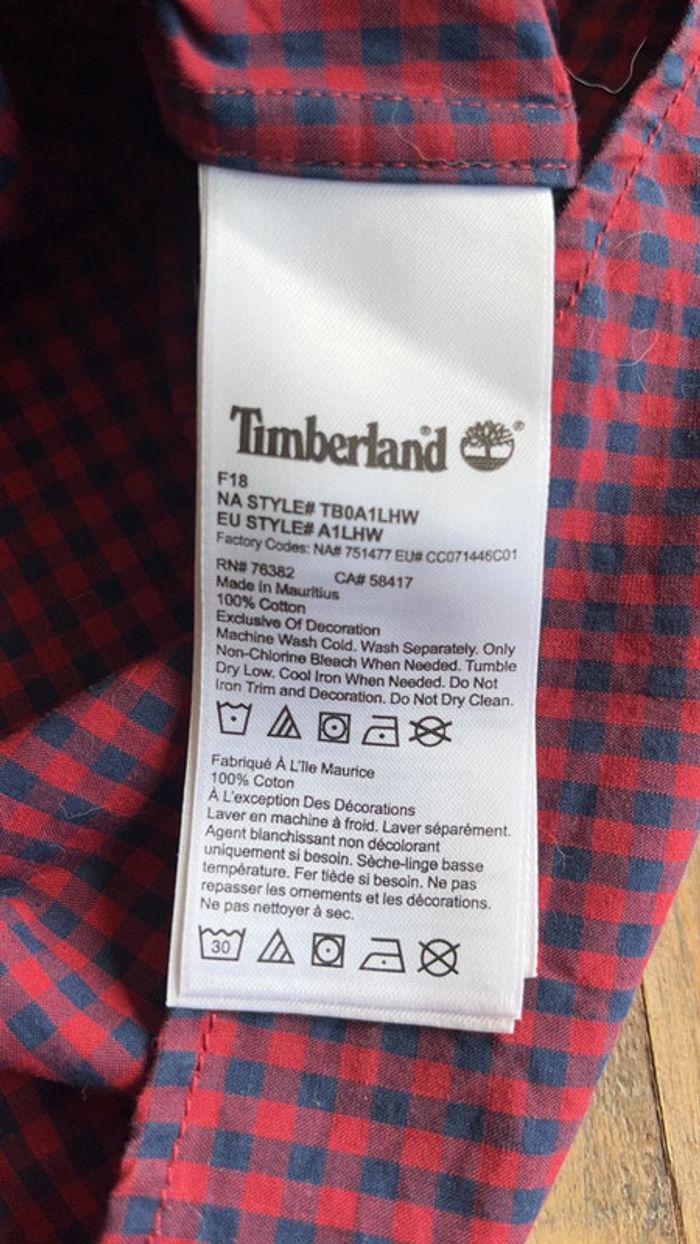 Timberland®
®
F18
NA STYLE# TB0A1LHW
EU STYLE# A1LHW
Factory Codes: NA# 751477 EU# CC071446C01
RN# 76382 CA# 58417
Made in Mauritius
100% Cotton
Exclusive Of Decoration
Machine Wash Cold. Wash Separately. Only
Non-Chlorine Bleach When Needed. Tumble
Dry Low. Cool Iron When Needed. Do Not
Iron Trim and Decoration. Do Not Dry Clean.
Fabriqué À L'Ile Maurice
100% Coton
À L'exception Des Décorations
Laver en machine à froid. Laver séparément.
Agent blanchissant non décolorant
uniquement si besoin. Sèche-linge basse
température. Fer tiède si besoin. Ne pas
repasser les ornements et les décorations.
Ne pas nettoyer à sec.
30